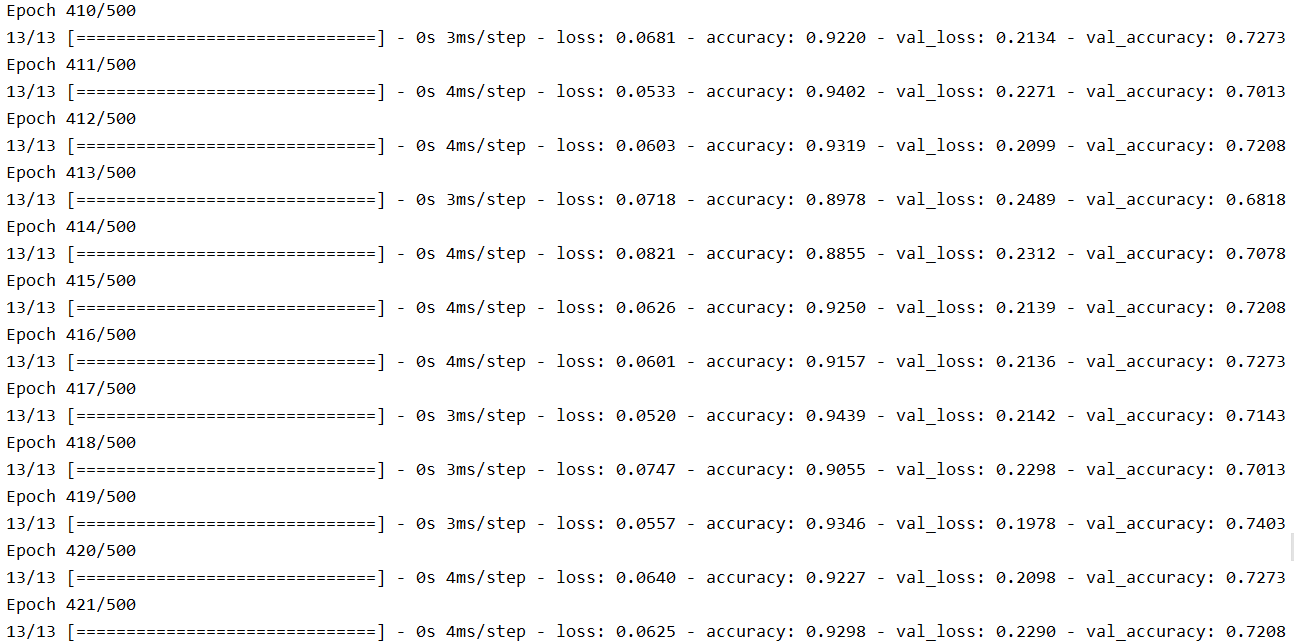 Epoch 410/500
13/13 [==============================] - 0s 3ms/step - loss: 0.0681 - accuracy: 0.9220 - val_loss: 0.2134 - val_accuracy: 0.7273
Epoch 411/500
13/13 [==============================] - 0s 4ms/step - loss: 0.0533 - accuracy: 0.9402 - val_loss: 0.2271 - val_accuracy: 0.7013
Epoch 412/500
13/13 [==============================] - 0s 4ms/step - loss: 0.0603 - accuracy: 0.9319 - val_loss: 0.2099 - val_accuracy: 0.7208
Epoch 413/500
13/13 [==============================] - 0s 3ms/step - loss: 0.0718 - accuracy: 0.8978 - val_loss: 0.2489 - val_accuracy: 0.6818
Epoch 414/500
13/13 [==============================] - 0s 4ms/step - loss: 0.0821 - accuracy: 0.8855 - val_loss: 0.2312 - val_accuracy: 0.7078
Epoch 415/500
13/13 [==============================] - 0s 4ms/step - loss: 0.0626 - accuracy: 0.9250 - val_loss: 0.2139 - val_accuracy: 0.7208
Epoch 416/500
13/13 [==============================] - 0s 4ms/step - loss: 0.0601 - accuracy: 0.9157 - val_loss: 0.2136 - val_accuracy: 0.7273
Epoch 417/500
13/13 [==============================] - 0s 3ms/step - loss: 0.0520 - accuracy: 0.9439 - val_loss: 0.2142 - val_accuracy: 0.7143
Epoch 418/500
13/13 [==============================] - 0s 3ms/step - loss: 0.0747 - accuracy: 0.9055 - val_loss: 0.2298 - val_accuracy: 0.7013
Epoch 419/500
13/13 [==============================] - 0s 3ms/step - loss: 0.0557 - accuracy: 0.9346 - val_loss: 0.1978 - val_accuracy: 0.7403
Epoch 420/500
13/13 [==============================] - 0s 4ms/step - loss: 0.0640 - accuracy: 0.9227 - val_loss: 0.2098 - val_accuracy: 0.7273
Epoch 421/500
13/13 [==============================] - 0s 4ms/step - loss: 0.0625 - accuracy: 0.9298 - val_loss: 0.2290 - val_accuracy: 0.7208